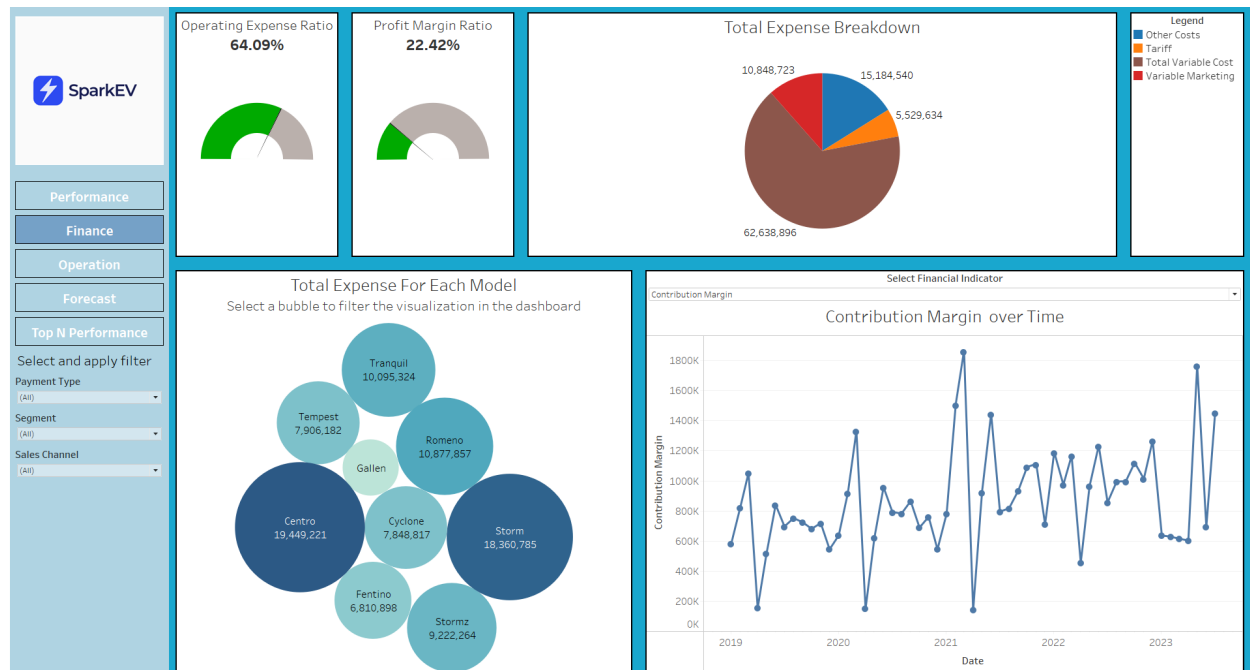 SparkEV
Performance
Finance
Operation
Forecast
Top N Performance
Select and apply filter
Payment Type
(All)
Segment
(All)
Sales Channel
(All)
Operating Expense Ratio
64.09%
Profit Margin Ratio
22.42%
Total Expense Breakdown
10,848,723
15,184,540
5,529,634
62,638,896
Legend
Other Costs
Tariff
Total Variable Cost
Variable Marketing
Total Expense For Each Model
Select a bubble to filter the visualization in the dashboard
Tranquil
10,095,324
Tempest
7,906,182
Romeno
10,877,857
Gallen
Centro
19,449,221
Cyclone
7,848,817
Storm
18,360,785
Fentino
6,810,898
Stormz
9,222,264
Select Financial Indicator
Contribution Margin
Contribution Margin over Time
1800K
1600K
1400K
1200K
1000K
800K
600K
400K
200K
0K
Contribution Margin
2019
2020
2021
2022
2023
Date